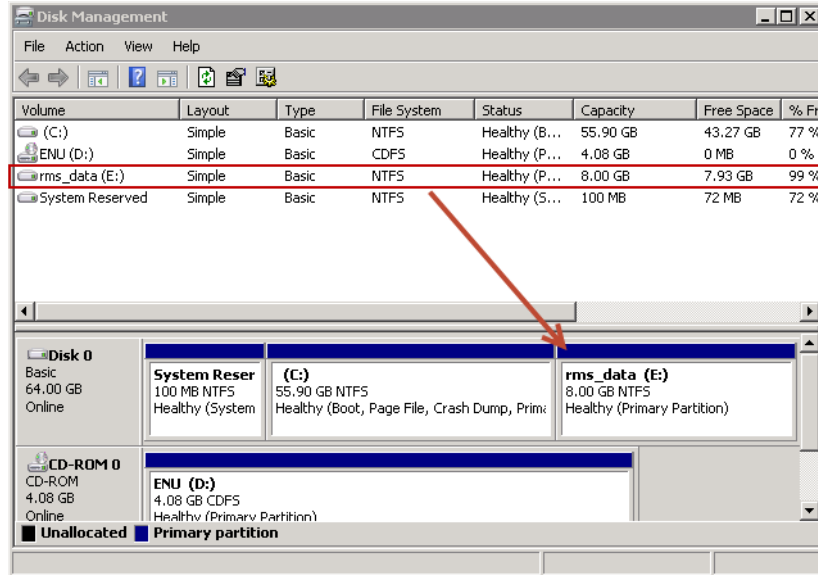 Disk Management
File Action View Help
Volume Layout Type File System Status Capacity Free Space % Fr
(C:) Simple Basic NTFS Healthy (B... 55.90 GB 43.27 GB 77 %
ENU (D:) Simple Basic CDFS Healthy (P... 4.08 GB 0 MB 0 %
rms_data (E:) Simple Basic NTFS Healthy (P... 8.00 GB 7.93 GB 99 %
System Reserved Simple Basic NTFS Healthy (S... 100 MB 72 MB 72 %
Disk 0
Basic
64.00 GB
Online
System Reser
100 MB NTFS
Healthy (System
(C:)
55.90 GB NTFS
Healthy (Boot, Page File, Crash Dump, Prima
rms_data (E:)
8.00 GB NTFS
Healthy (Primary Partition)
CD-ROM 0
CD-ROM
4.08 GB
Online
ENU (D:)
4.08 GB CDFS
Healthy (Primary Partition)
Unallocated Primary partition